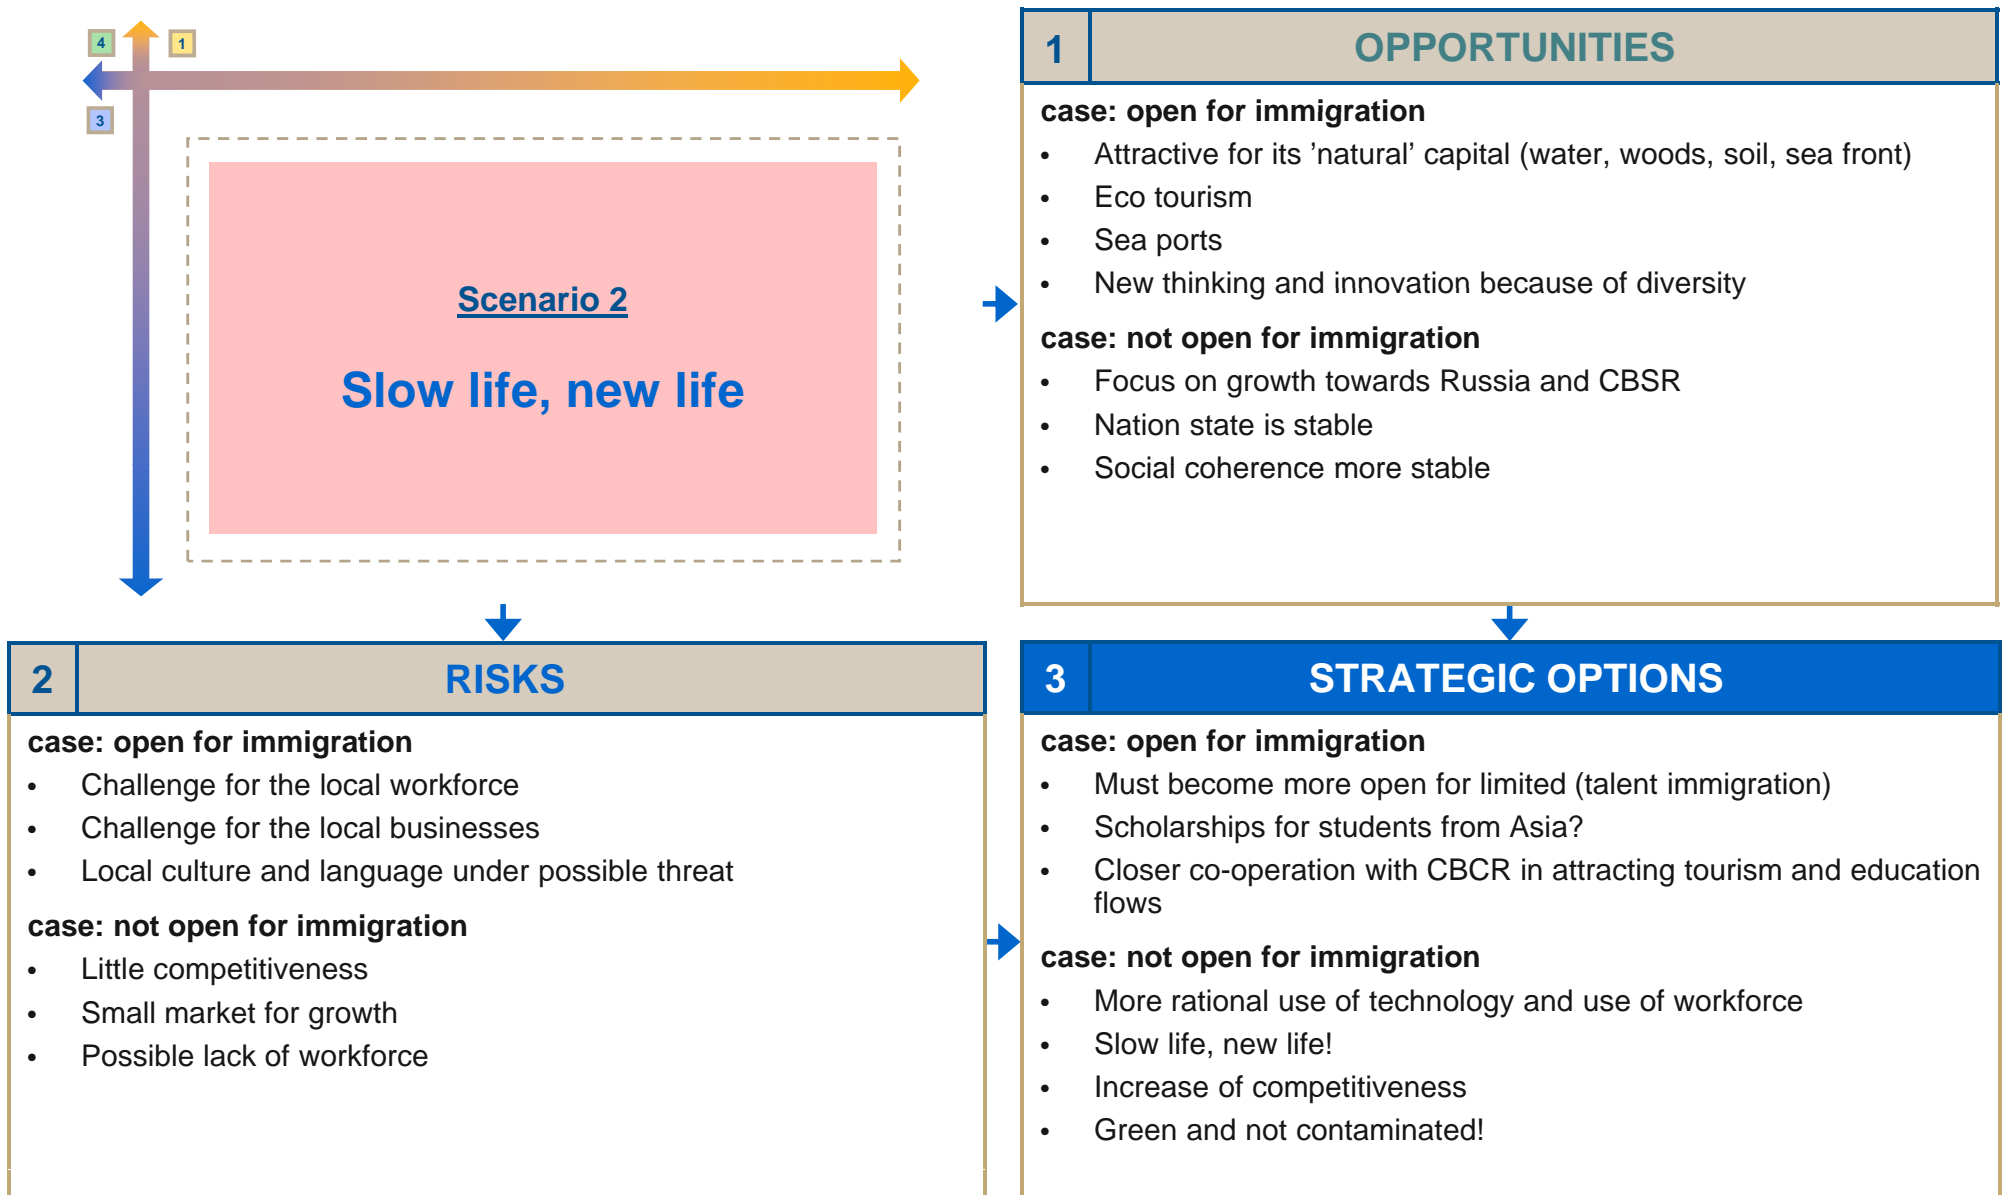 4
1
3
Scenario 2
Slow life, new life
1
OPPORTUNITIES
case: open for immigration
• Attractive for its ’natural’ capital (water, woods, soil, sea front)
• Eco tourism
• Sea ports
• New thinking and innovation because of diversity
case: not open for immigration
• Focus on growth towards Russia and CBSR
• Nation state is stable
• Social coherence more stable
2
RISKS
case: open for immigration
• Challenge for the local workforce
• Challenge for the local businesses
• Local culture and language under possible threat
case: not open for immigration
• Little competitiveness
• Small market for growth
• Possible lack of workforce
3
STRATEGIC OPTIONS
case: open for immigration
• Must become more open for limited (talent immigration)
• Scholarships for students from Asia?
• Closer co-operation with CBCR in attracting tourism and education
flows
case: not open for immigration
• More rational use of technology and use of workforce
• Slow life, new life!
• Increase of competitiveness
• Green and not contaminated!